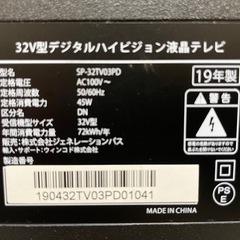 32V型デジタルハイビジョン液晶テレビ
型名 SP-32TV03PD
定格電圧 AC100V~
定格周波数 50/60Hz
定格消費電力 45W
区分名 DN
受信機型サイズ 32V型
年間消費電力量 72kWh/年
株式会社ジェネレーションパス
輸入・サポート：ウィンコド株式会社
19年製
製造番号
190432TV03PD01041
MADE IN CHINA
PS
E